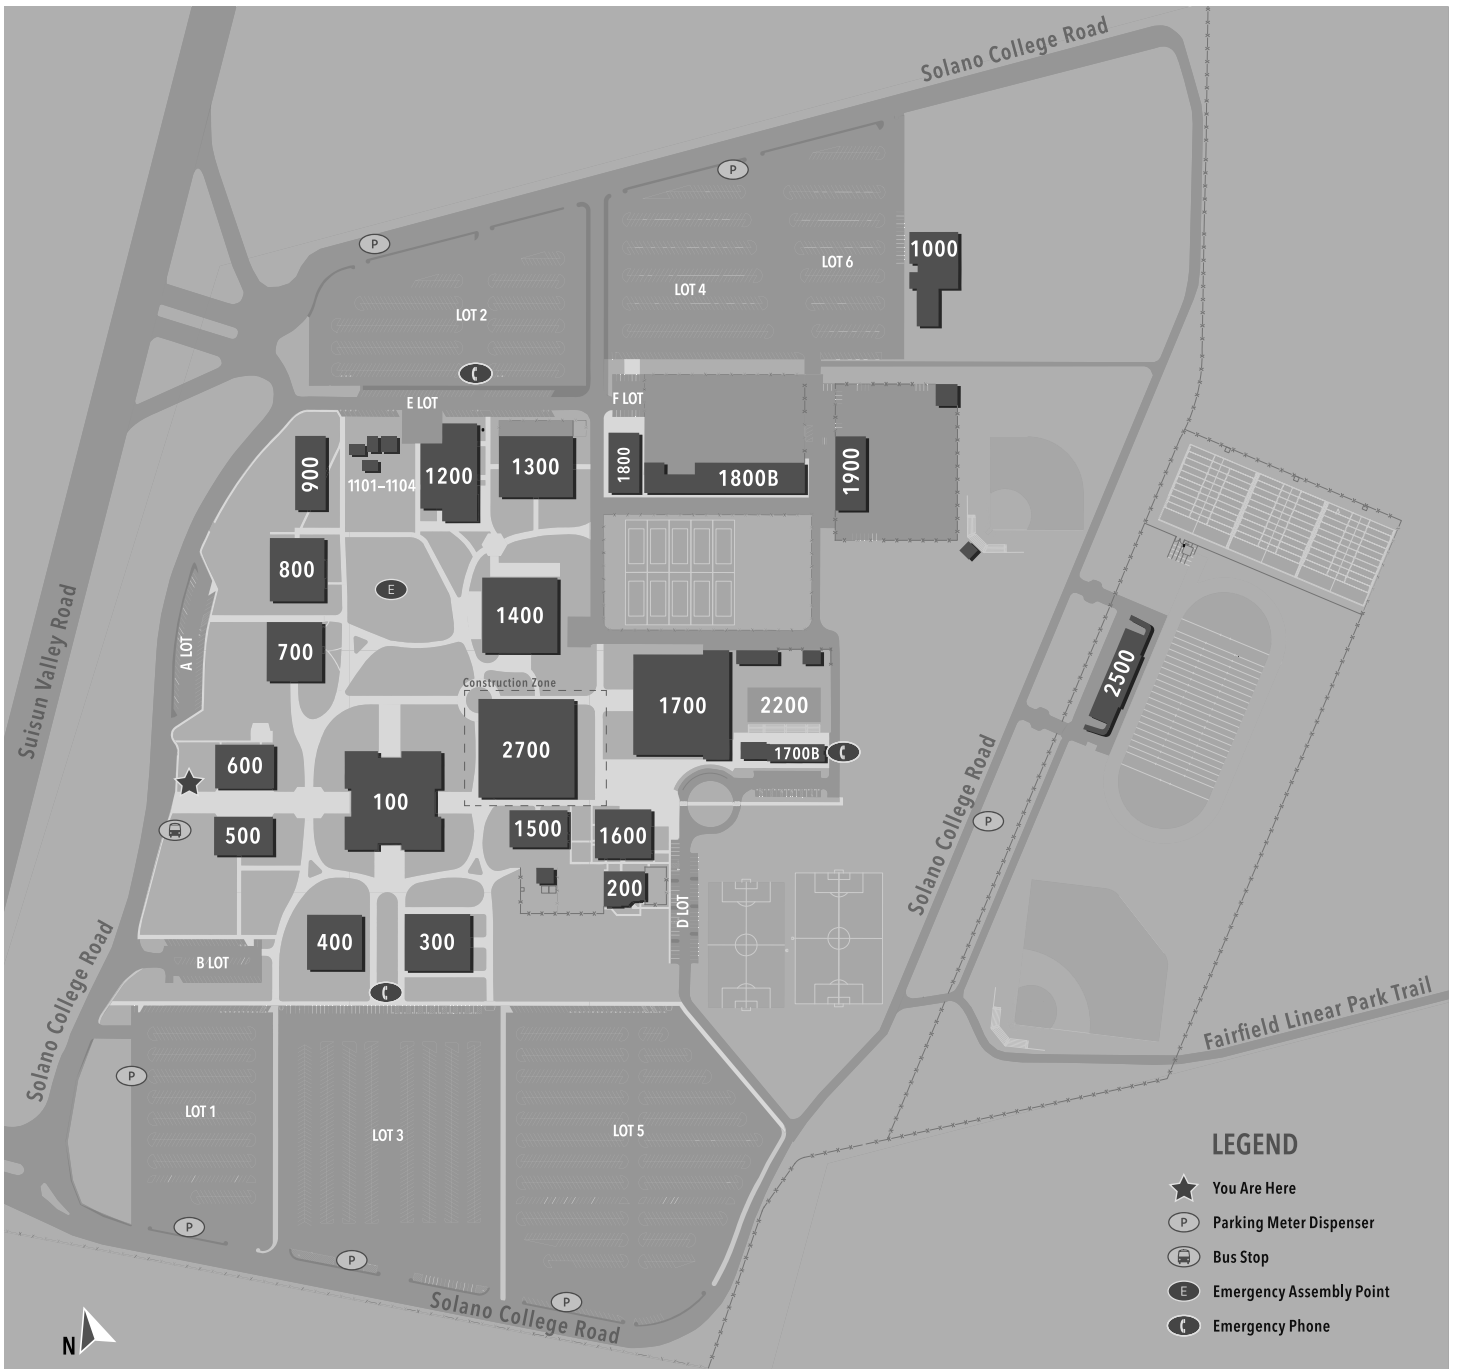 Solano College Road
P
P
1000
LOT 6
LOT 4
LOT 2
E LOT
F LOT
900
1101–1104
1200
1300
1800
1800B
1900
800
E
1400
Suisun Valley Road
A LOT
700
2500
Construction Zone
1700
2200
2700
1700B
600
100
Solano College Road
P
500
1500
1600
200
D LOT
400
300
B LOT
Solano College Road
Fairfield Linear Park Trail
P
LOT 1
LOT 3
LOT 5
P
P
P
Solano College Road
N
LEGEND
You Are Here
P Parking Meter Dispenser
Bus Stop
E Emergency Assembly Point
Emergency Phone